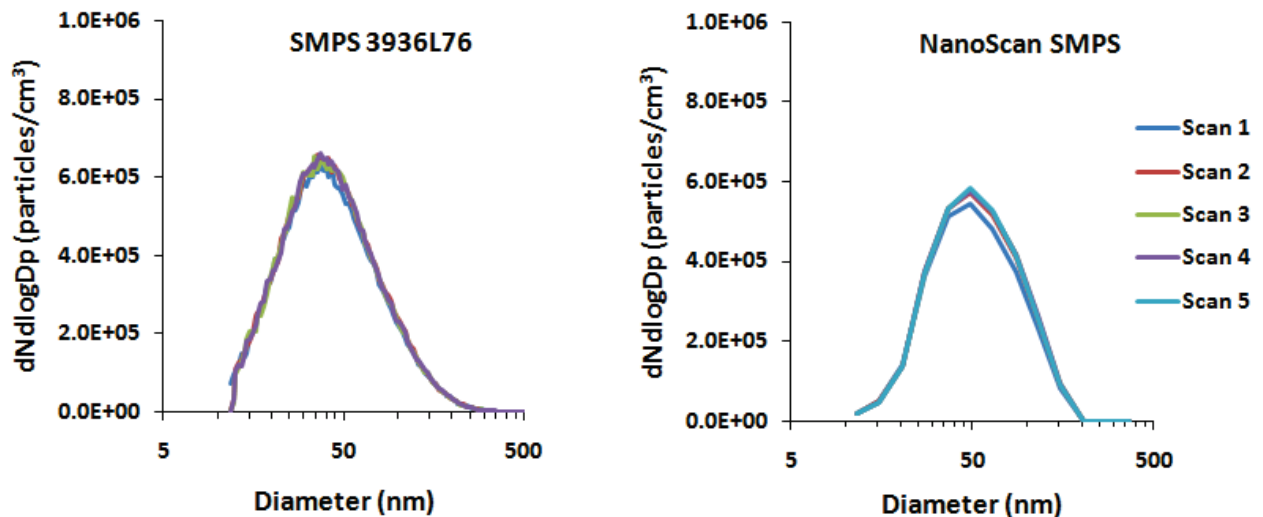 SMPS 3936L76
dNdlogDp (particles/cm³)
1.0E+06
8.0E+05
6.0E+05
4.0E+05
2.0E+05
0.0E+00
5
50
500
Diameter (nm)
NanoScan SMPS
dNdlogDp (particles/cm³)
1.0E+06
8.0E+05
6.0E+05
4.0E+05
2.0E+05
0.0E+00
5
50
500
Diameter (nm)
Scan 1
Scan 2
Scan 3
Scan 4
Scan 5